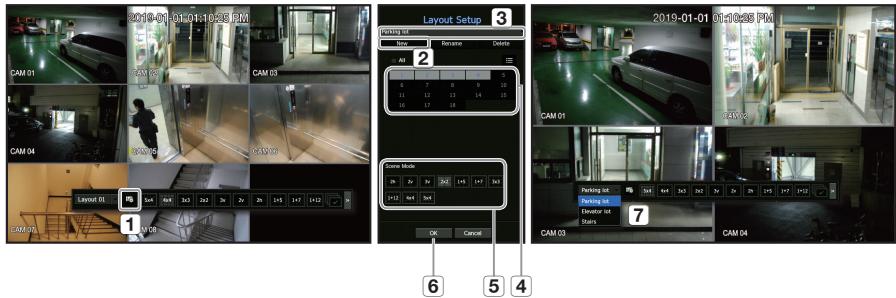 2019-01-01 01:10:25 PM
CAM 01
CAM 02
CAM 03
CAM 04
CAM 05
CAM 06
Layout 01
5x4 4x4 3x3 2x2 3v 2v 2h 1+5 1+7 1+12 »
1
CAM 07
CAM 08
Layout Setup
3
Parking lot
New Rename Delete
2
All
1 2 3 4 5
6 7 8 9 10
11 12 13 14 15
16 17 18
Scene Mode
2h 2v 3v 2x2 1+5 1+7 3x3
1+12 4x4 5x4
OK Cancel
6
5
4
2019-01-01 01:10:25 PM
CAM 01
CAM 02
Parking lot 5x4 4x4 3x3 2x2 3v 2v 2h 1+5 1+7 1+12 »
Parking lot
Elevator lot
Stairs
7
CAM 03
CAM 04